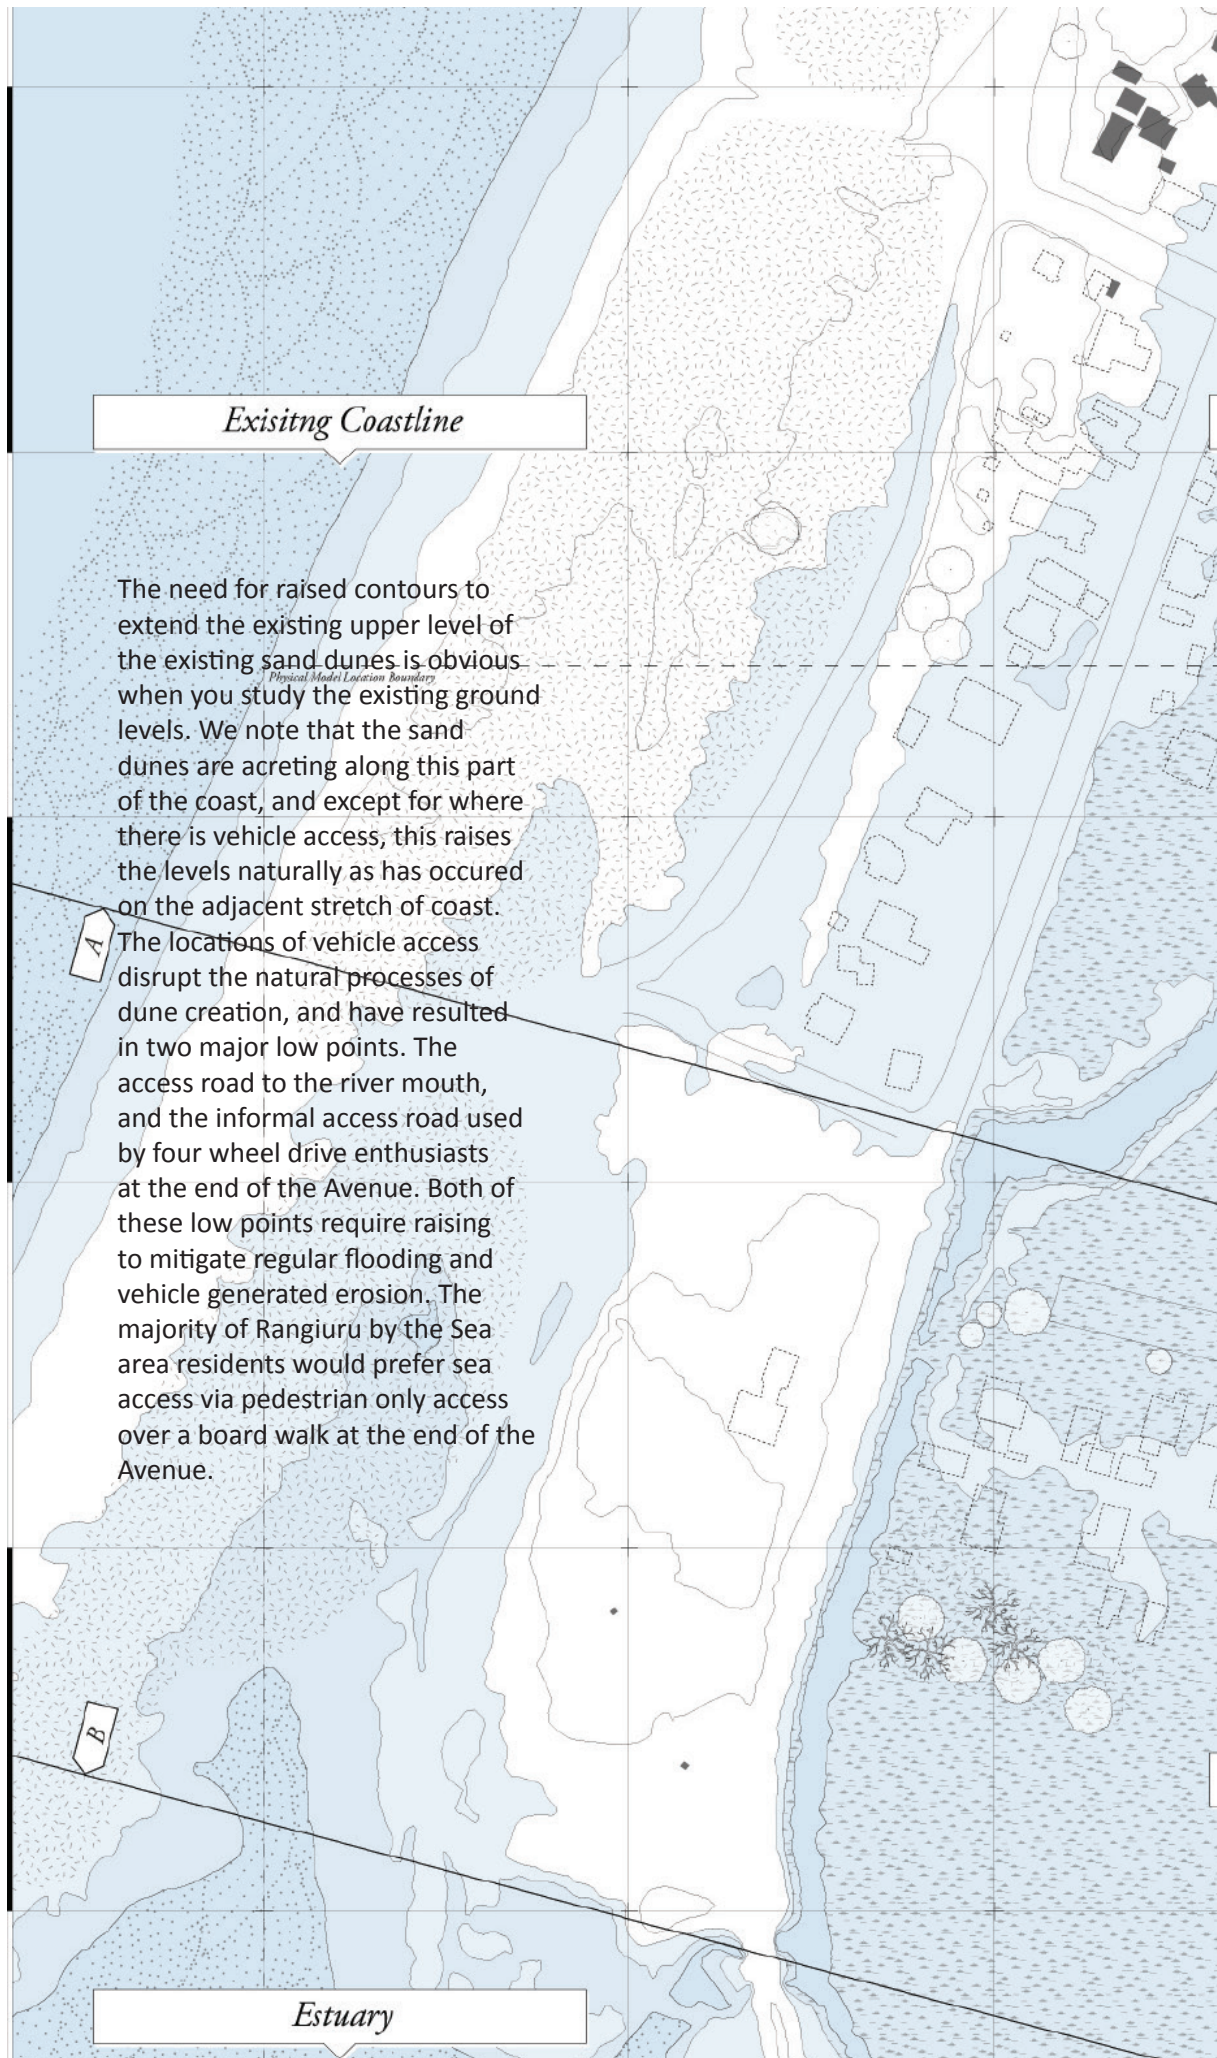 Exisitng Coastline
The need for raised contours to
extend the existing upper level of
the existing sand dunes is obvious
Physical Model Location Boundary
when you study the existing ground
levels. We note that the sand
dunes are acreting along this part
of the coast, and except for where
there is vehicle access, this raises
the levels naturally as has occured
on the adjacent stretch of coast.
A
The locations of vehicle access
disrupt the natural processes of
dune creation, and have resulted
in two major low points. The
access road to the river mouth,
and the informal access road used
by four wheel drive enthusiasts
at the end of the Avenue. Both of
these low points require raising
to mitigate regular flooding and
vehicle generated erosion. The
majority of Rangiuru by the Sea
area residents would prefer sea
access via pedestrian only access
over a board walk at the end of the
Avenue.
B
Estuary